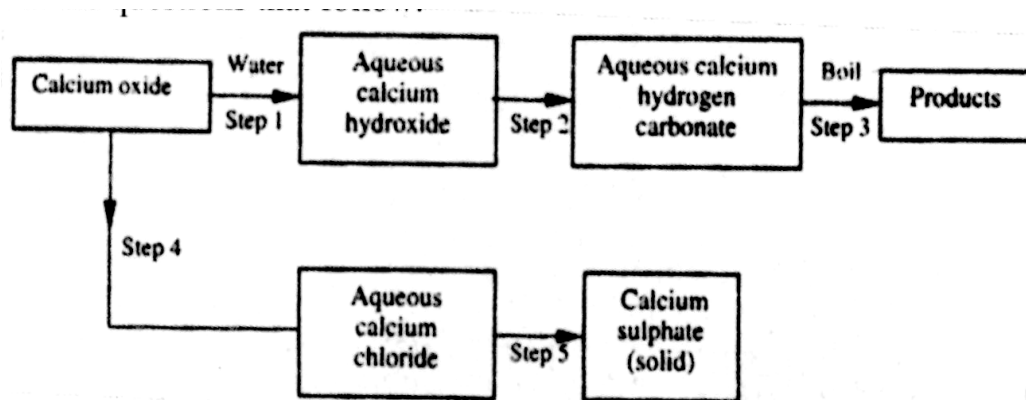 Calcium oxide
Water
Step 1
Aqueous
calcium
hydroxide
Step 2
Aqueous calcium
hydrogen
carbonate
Boil
Step 3
Products
Step 4
Aqueous
calcium
chloride
Step 5
Calcium
sulphate
(solid)